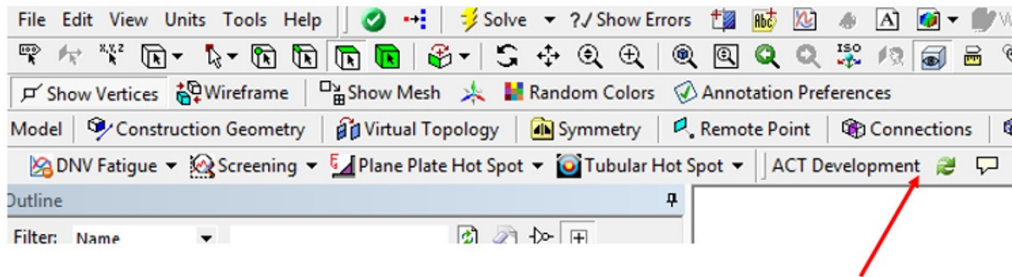 File Edit View Units Tools Help Solve ?/ Show Errors Abc A
x,y,z ISO
Show Vertices Wireframe Show Mesh Random Colors Annotation Preferences
Model Construction Geometry Virtual Topology Symmetry Remote Point Connections
DNV Fatigue Screening Plane Plate Hot Spot Tubular Hot Spot ACT Development
Outline
Filter: Name